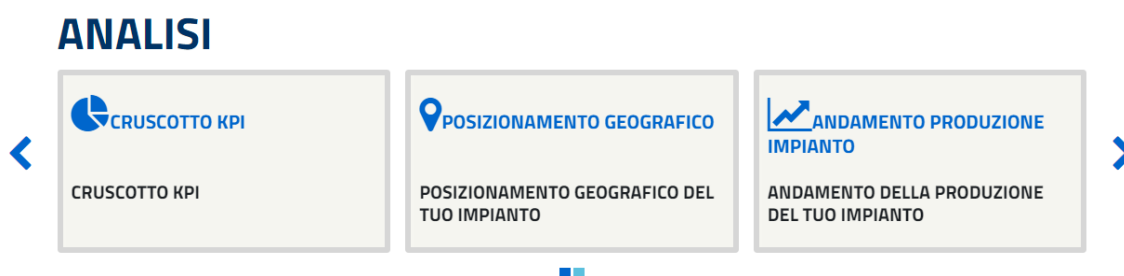 ANALISI
CRUSCOTTO KPI
CRUSCOTTO KPI
POSIZIONAMENTO GEOGRAFICO
POSIZIONAMENTO GEOGRAFICO DEL
TUO IMPIANTO
ANDAMENTO PRODUZIONE
IMPIANTO
ANDAMENTO DELLA PRODUZIONE
DEL TUO IMPIANTO